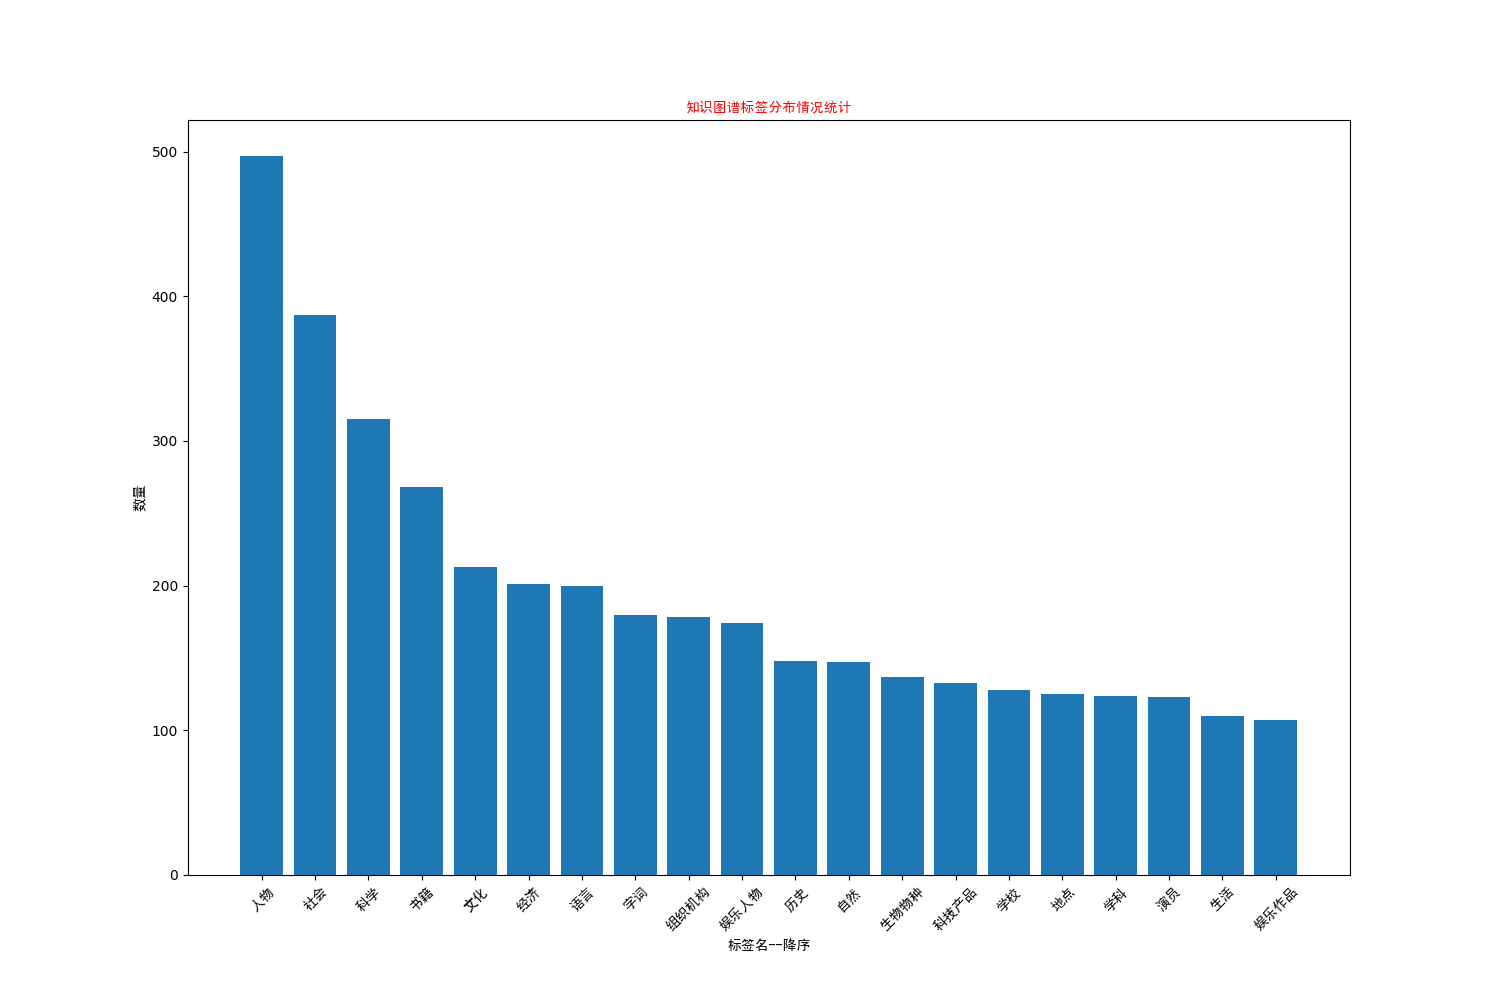 知识图谱标签分布情况统计
500
400
300
200
100
0
数量
人物
社会
科学
书籍
文化
经济
语言
字词
组织机构
娱乐人物
历史
自然
生物物种
科技产品
学校
地点
学科
演员
生活
娱乐作品
标签名--降序